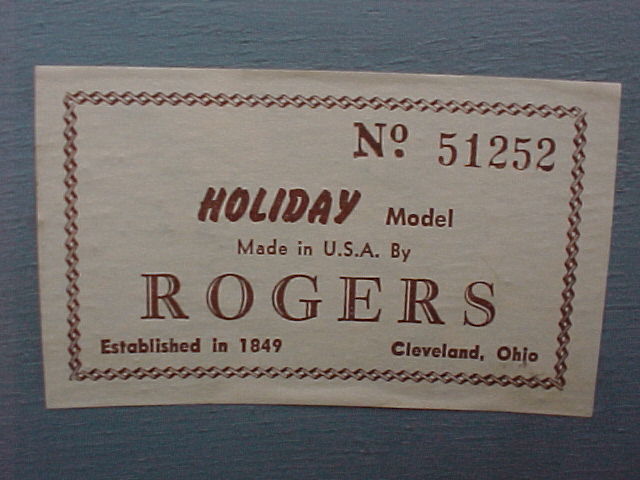 Nº 51252
HOLIDAY Model
Made in U.S.A. By
ROGERS
Established in 1849 Cleveland, Ohio